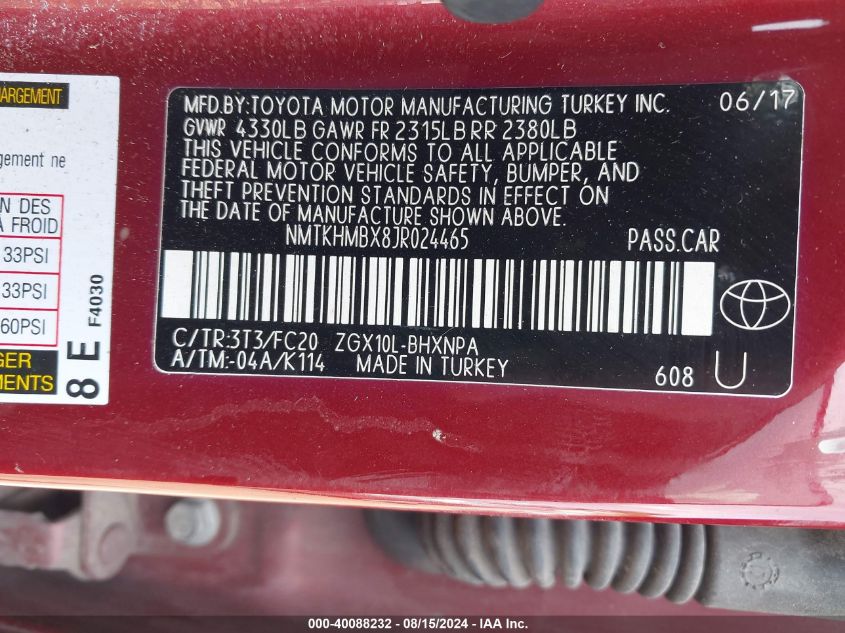 ARGEMENT
gement ne
N DES
A FROID
33PSI
33PSI
60PSI
GER
MENTS
8 E F4030
MFD.BY:TOYOTA MOTOR MANUFACTURING TURKEY INC. 06/17
GVWR 4330LB GAWR FR 2315LB RR 2380LB
THIS VEHICLE CONFORMS TO ALL APPLICABLE
FEDERAL MOTOR VEHICLE SAFETY, BUMPER, AND
THEFT PREVENTION STANDARDS IN EFFECT ON
THE DATE OF MANUFACTURE SHOWN ABOVE.
NMTKHMBX8JR024465 PASS.CAR
C/TR:3T3/FC20 ZGX10L-BHXNPA
A/TM:-04A/K114 MADE IN TURKEY
608 U
000-40088232 - 08/15/2024 - IAA Inc.